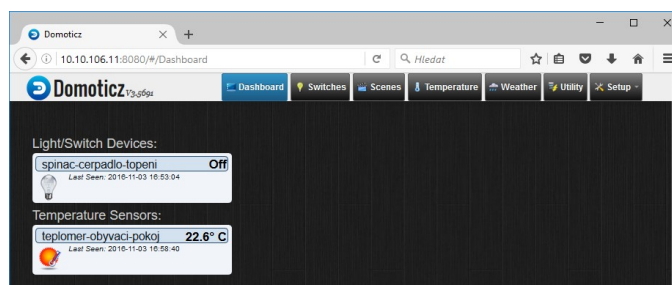 Domoticz
10.10.106.11:8080/#/Dashboard
Hledat
Domoticz V3.5691
Dashboard
Switches
Scenes
Temperature
Weather
Utility
Setup
Light/Switch Devices:
spinac-cerpadlo-topeni Off
Last Seen: 2016-11-03 16:53:04
Temperature Sensors:
teplomer-obyvaci-pokoj 22.6° C
Last Seen: 2016-11-03 16:58:40